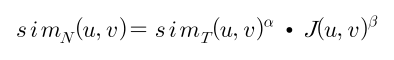 sim_N(u, v) = sim_T(u, v)^α • J(u, v)^β